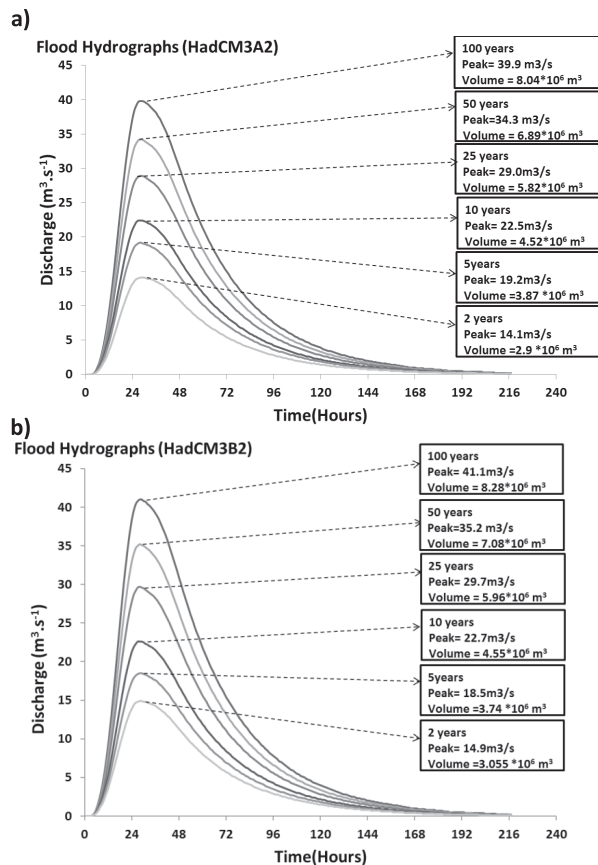 a)
Flood Hydrographs (HadCM3A2)
45
40
35
30
25
20
15
10
5
0
Discharge (m³.s⁻¹)
0 24 48 72 96 120 144 168 192 216 240
Time(Hours)
100 years
Peak= 39.9 m3/s
Volume = 8.04*10⁶ m³
50 years
Peak=34.3 m3/s
Volume = 6.89*10⁶ m³
25 years
Peak= 29.0m3/s
Volume = 5.82*10⁶ m³
10 years
Peak= 22.5m3/s
Volume = 4.52*10⁶ m³
5years
Peak= 19.2m3/s
Volume =3.87 *10⁶ m³
2 years
Peak= 14.1m3/s
Volume =2.9 *10⁶ m³
b)
Flood Hydrographs (HadCM3B2)
45
40
35
30
25
20
15
10
5
0
Discharge (m³.s⁻¹)
0 24 48 72 96 120 144 168 192 216 240
Time(Hours)
100 years
Peak= 41.1m3/s
Volume = 8.28*10⁶ m³
50 years
Peak=35.2 m3/s
Volume = 7.08*10⁶ m³
25 years
Peak= 29.7m3/s
Volume = 5.96*10⁶ m³
10 years
Peak= 22.7m3/s
Volume = 4.55*10⁶ m³
5years
Peak= 18.5m3/s
Volume =3.74 *10⁶ m³
2 years
Peak= 14.9m3/s
Volume =3.055 *10⁶ m³